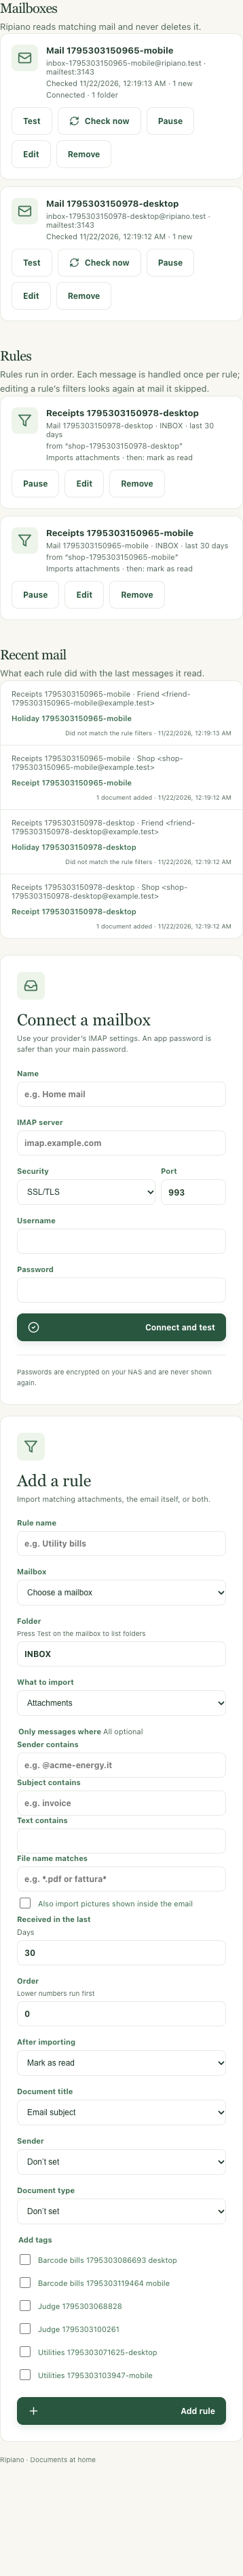 Mailboxes
Ripiano reads matching mail and never deletes it.
Mail 1795303150965-mobile
inbox-1795303150965-mobile@ripiano.test ·
mailtest:3143
Checked 11/22/2026, 12:19:13 AM · 1 new
Connected · 1 folder
Test
Check now
Pause
Edit
Remove
Mail 1795303150978-desktop
inbox-1795303150978-desktop@ripiano.test ·
mailtest:3143
Checked 11/22/2026, 12:19:12 AM · 1 new
Test
Check now
Pause
Edit
Remove
Rules
Rules run in order. Each message is handled once per rule;
editing a rule's filters looks again at mail it skipped.
Receipts 1795303150978-desktop
Mail 1795303150978-desktop · INBOX · last 30
days
from "shop-1795303150978-desktop"
Imports attachments · then: mark as read
Pause
Edit
Remove
Receipts 1795303150965-mobile
Mail 1795303150965-mobile · INBOX · last 30 days
from "shop-1795303150965-mobile"
Imports attachments · then: mark as read
Pause
Edit
Remove
Recent mail
What each rule did with the last messages it read.
Receipts 1795303150965-mobile · Friend <friend-
1795303150965-mobile@example.test>
Holiday 1795303150965-mobile
Did not match the rule filters · 11/22/2026, 12:19:13 AM
Receipts 1795303150965-mobile · Shop <shop-
1795303150965-mobile@example.test>
Receipt 1795303150965-mobile
1 document added · 11/22/2026, 12:19:12 AM
Receipts 1795303150978-desktop · Friend <friend-
1795303150978-desktop@example.test>
Holiday 1795303150978-desktop
Did not match the rule filters · 11/22/2026, 12:19:12 AM
Receipts 1795303150978-desktop · Shop <shop-
1795303150978-desktop@example.test>
Receipt 1795303150978-desktop
1 document added · 11/22/2026, 12:19:12 AM
Connect a mailbox
Use your provider's IMAP settings. An app password is
safer than your main password.
Name
e.g. Home mail
IMAP server
imap.example.com
Security
Port
SSL/TLS
993
Username
Password
Connect and test
Passwords are encrypted on your NAS and are never shown
again.
Add a rule
Import matching attachments, the email itself, or both.
Rule name
e.g. Utility bills
Mailbox
Choose a mailbox
Folder
Press Test on the mailbox to list folders
INBOX
What to import
Attachments
Only messages where All optional
Sender contains
e.g. @acme-energy.it
Subject contains
e.g. invoice
Text contains
File name matches
e.g. *.pdf or fattura*
Also import pictures shown inside the email
Received in the last
Days
30
Order
Lower numbers run first
0
After importing
Mark as read
Document title
Email subject
Sender
Don't set
Document type
Don't set
Add tags
Barcode bills 1795303086693 desktop
Barcode bills 1795303119464 mobile
Judge 1795303068828
Judge 1795303100261
Utilities 1795303071625-desktop
Utilities 1795303103947-mobile
Add rule
Ripiano · Documents at home